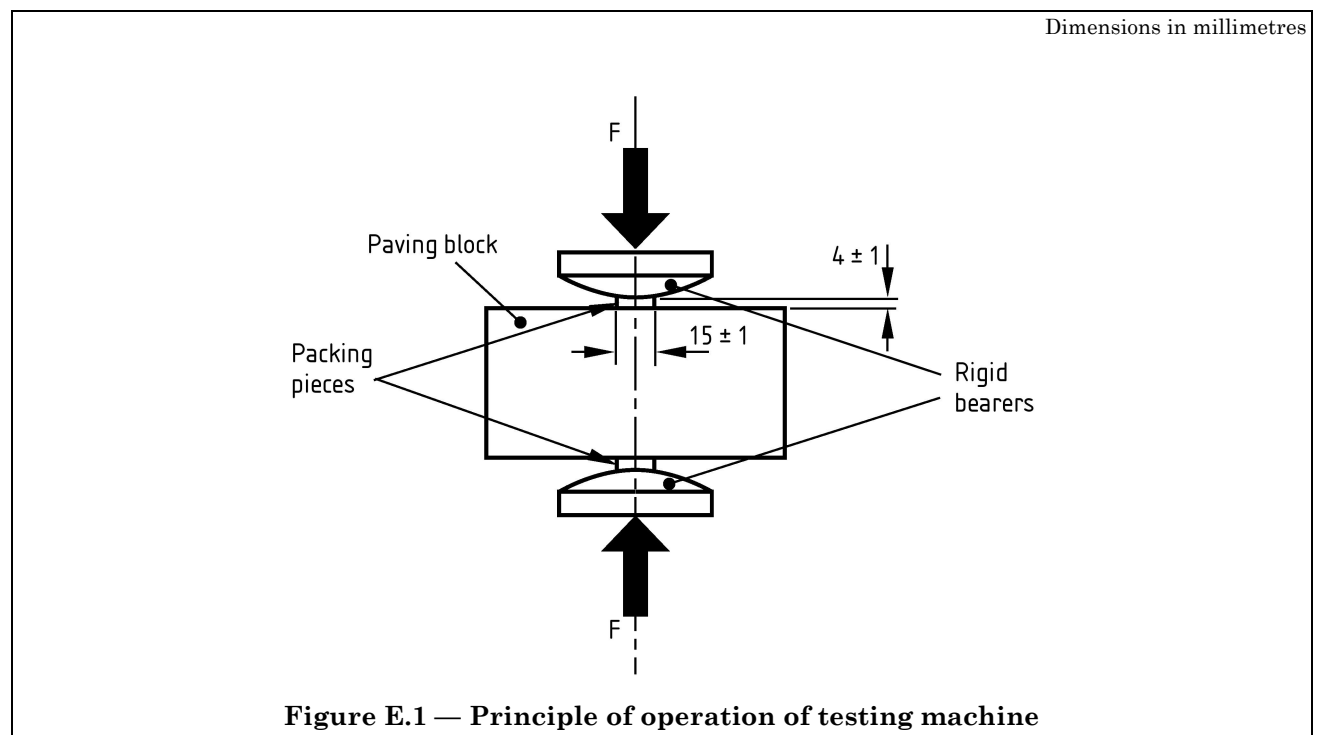 Dimensions in millimetres
F
Paving block
4 ± 1
15 ± 1
Packing
pieces
Rigid
bearers
F
Figure E.1 — Principle of operation of testing machine